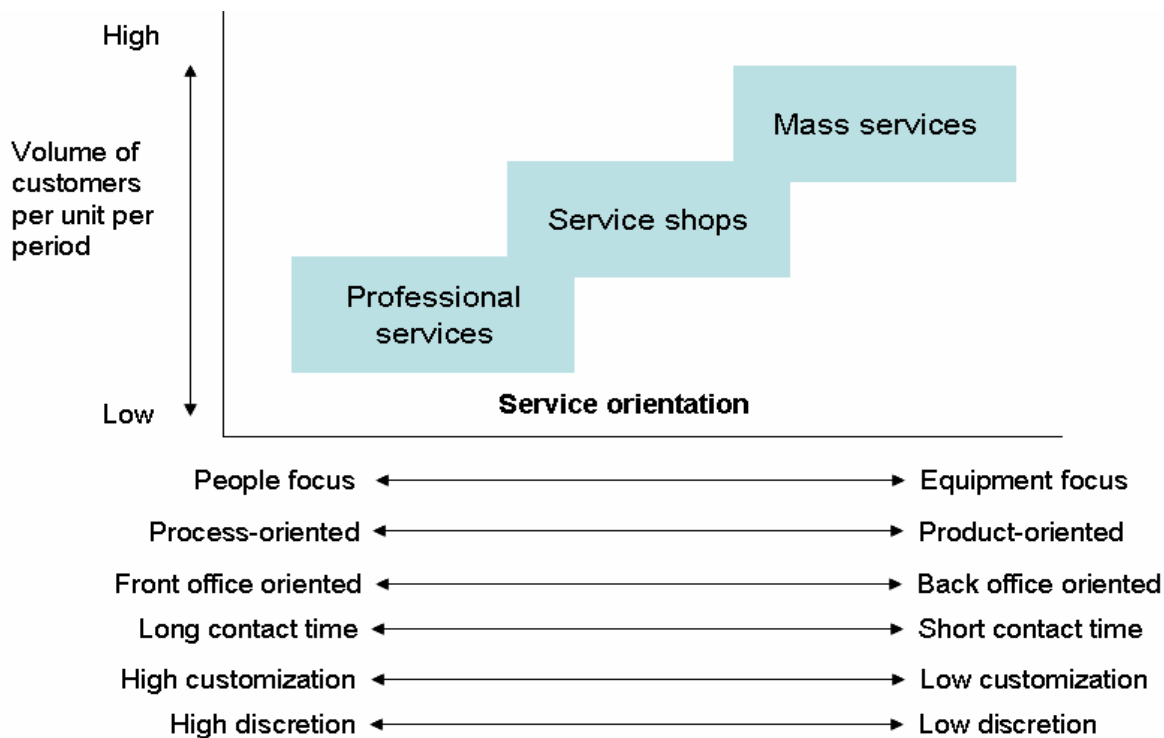 High
Mass services
Volume of
customers
per unit per
period
Service shops
Professional
services
Low
Service orientation
People focus
Equipment focus
Process-oriented
Product-oriented
Front office oriented
Back office oriented
Long contact time
Short contact time
High customization
Low customization
High discretion
Low discretion